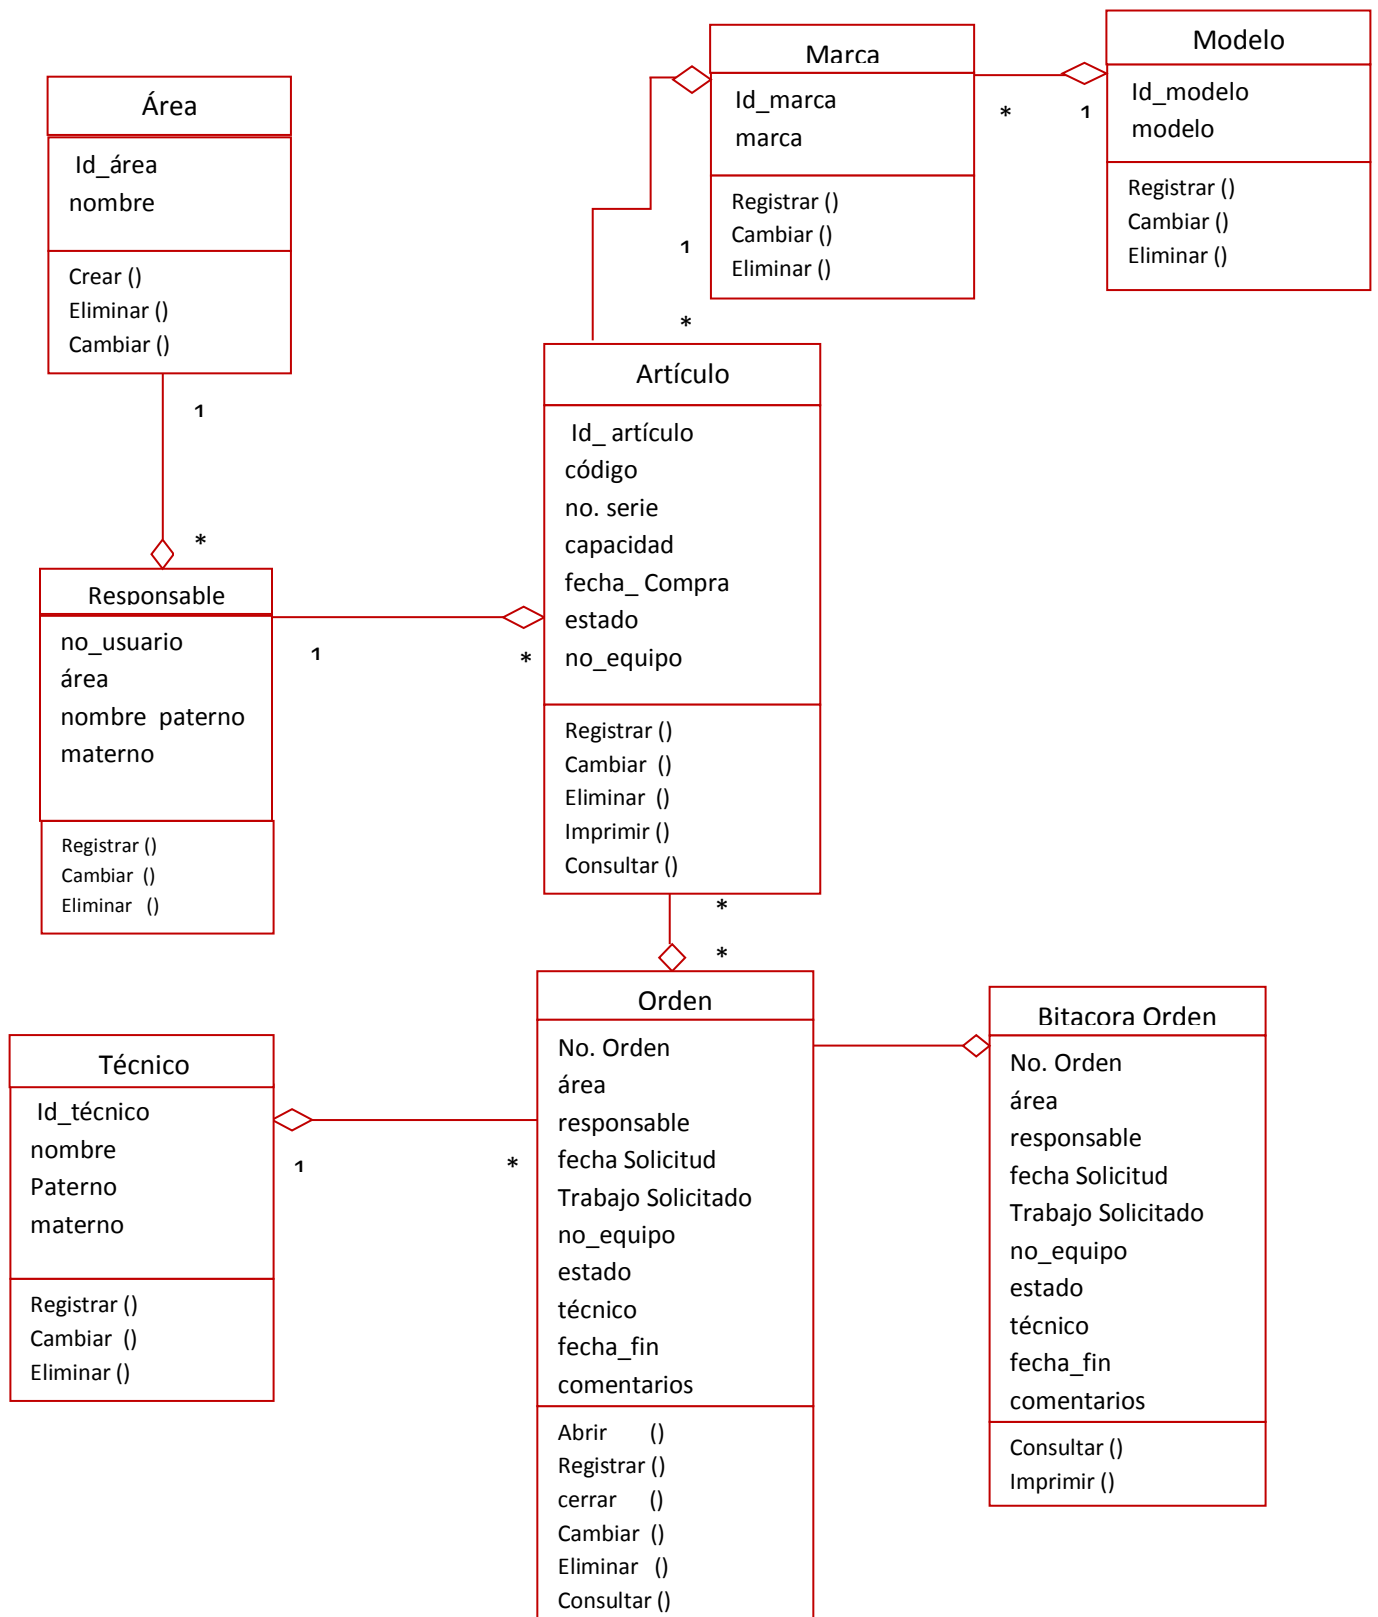 Marca
Id_marca
marca
Registrar ()
Cambiar ()
Eliminar ()
Modelo
Id_modelo
modelo
Registrar ()
Cambiar ()
Eliminar ()
*
1
Área
Id_área
nombre
Crear ()
Eliminar ()
Cambiar ()
1
*
1
*
Artículo
Id_ artículo
código
no. serie
capacidad
fecha_ Compra
estado
no_equipo
Registrar ()
Cambiar ()
Eliminar ()
Imprimir ()
Consultar ()
Responsable
no_usuario
área
nombre paterno
materno
Registrar ()
Cambiar ()
Eliminar ()
1
*
*
*
Orden
No. Orden
área
responsable
fecha Solicitud
Trabajo Solicitado
no_equipo
estado
técnico
fecha_fin
comentarios
Abrir ()
Registrar ()
cerrar ()
Cambiar ()
Eliminar ()
Consultar ()
Técnico
Id_técnico
nombre
Paterno
materno
Registrar ()
Cambiar ()
Eliminar ()
1
*
Bitacora Orden
No. Orden
área
responsable
fecha Solicitud
Trabajo Solicitado
no_equipo
estado
técnico
fecha_fin
comentarios
Consultar ()
Imprimir ()